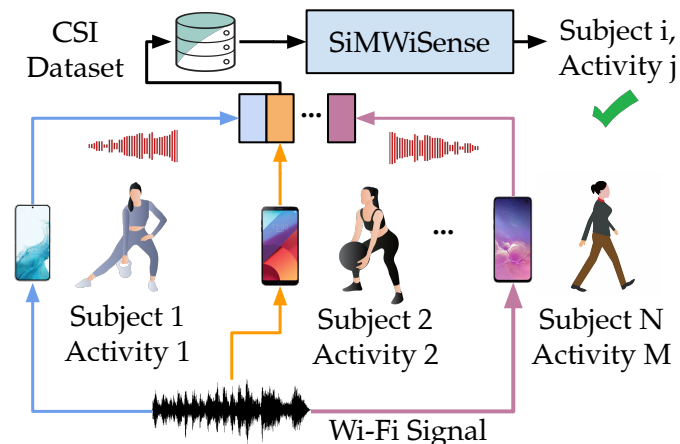 CSI
Dataset
SiMWiSense
Subject i,
Activity j
...
...
Subject 1
Activity 1
Subject 2
Activity 2
Subject N
Activity M
Wi-Fi Signal